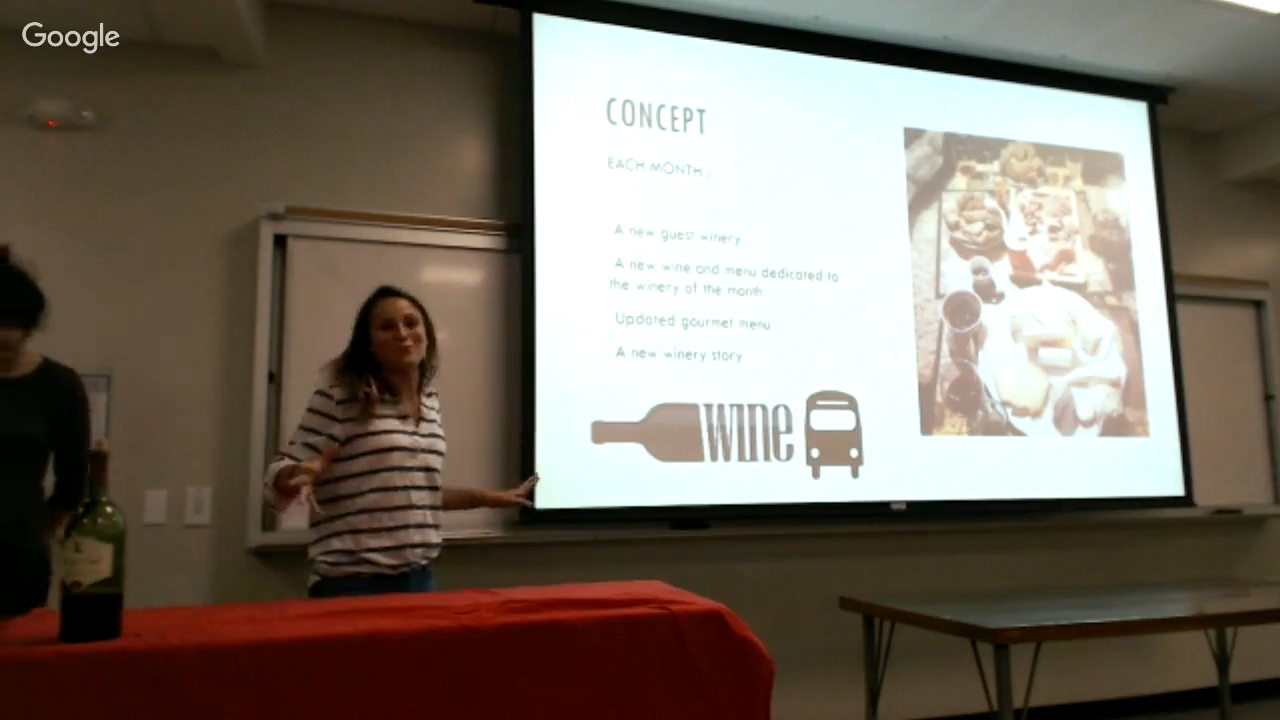 Google
CONCEPT
EACH MONTH :
A new guest winery
A new wine and menu dedicated to
the winery of the month
Updated gourmet menu
A new winery story
wine